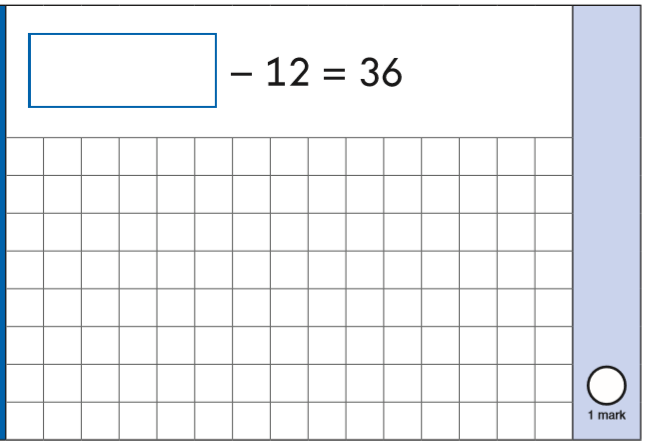 – 12 = 36
1 mark